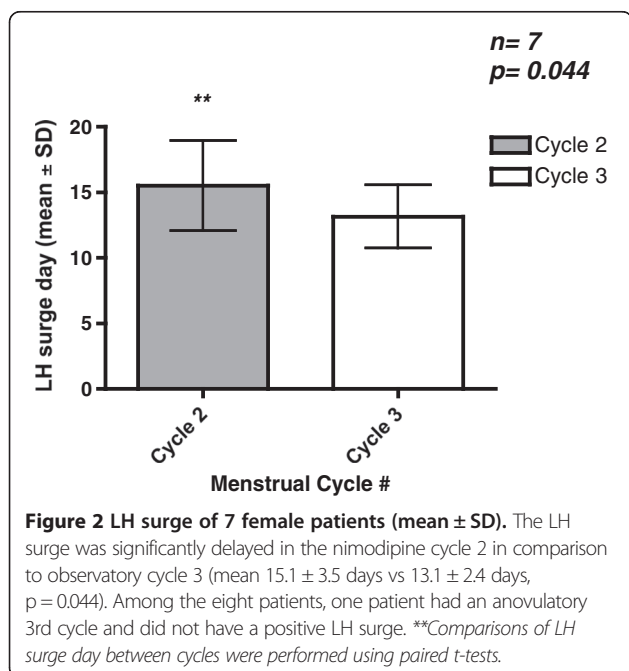 n= 7
p= 0.044
**
20
15
10
5
0
LH surge day (mean ± SD)
Cycle 2
Cycle 3
Cycle 2
Cycle 3
Menstrual Cycle #
Figure 2 LH surge of 7 female patients (mean ± SD). The LH
surge was significantly delayed in the nimodipine cycle 2 in comparison
to observatory cycle 3 (mean 15.1 ± 3.5 days vs 13.1 ± 2.4 days,
p = 0.044). Among the eight patients, one patient had an anovulatory
3rd cycle and did not have a positive LH surge. **Comparisons of LH
surge day between cycles were performed using paired t-tests.